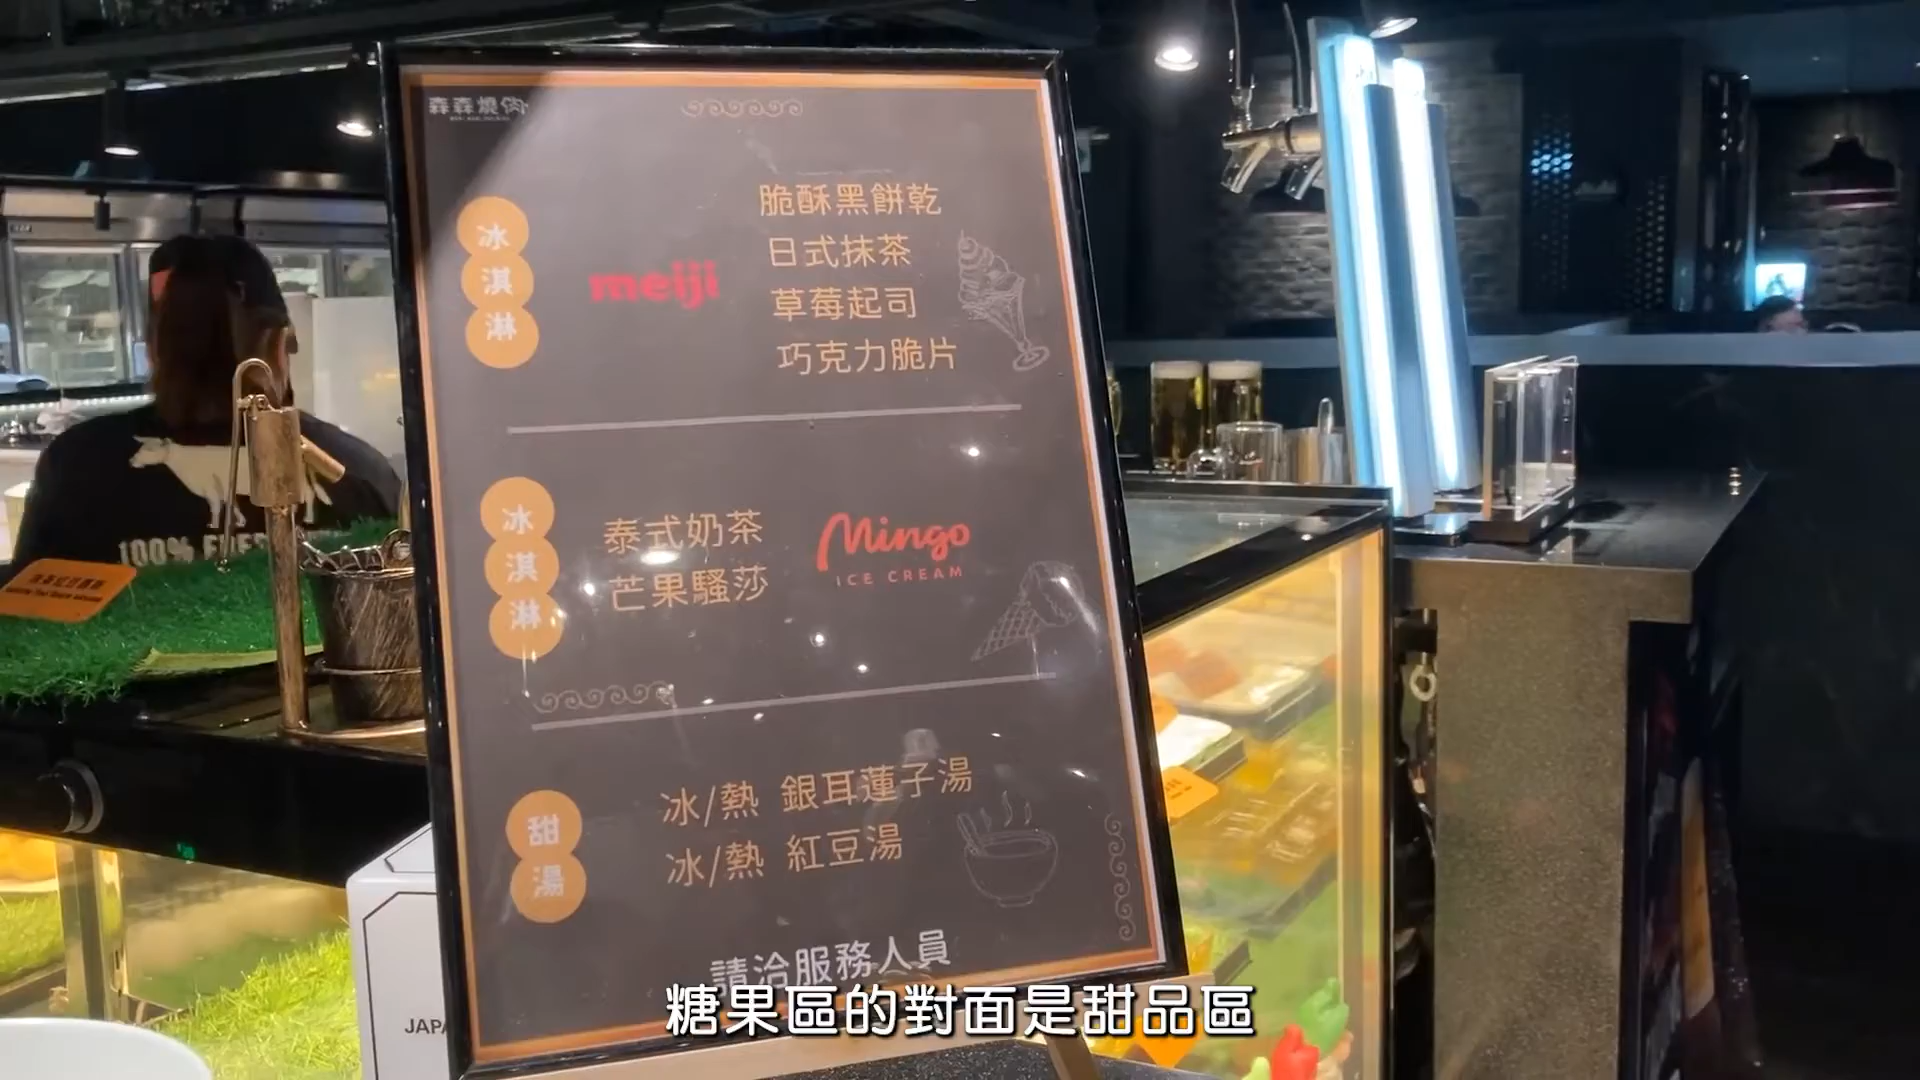 森森燒肉
冰淇淋
meiji
脆酥黑餅乾
日式抹茶
草莓起司
巧克力脆片
冰淇淋
泰式奶茶
芒果騷莎
Mingo
ICE CREAM
甜湯
冰/熱 銀耳蓮子湯
冰/熱 紅豆湯
請洽服務人員
100%
糖果區的對面是甜品區